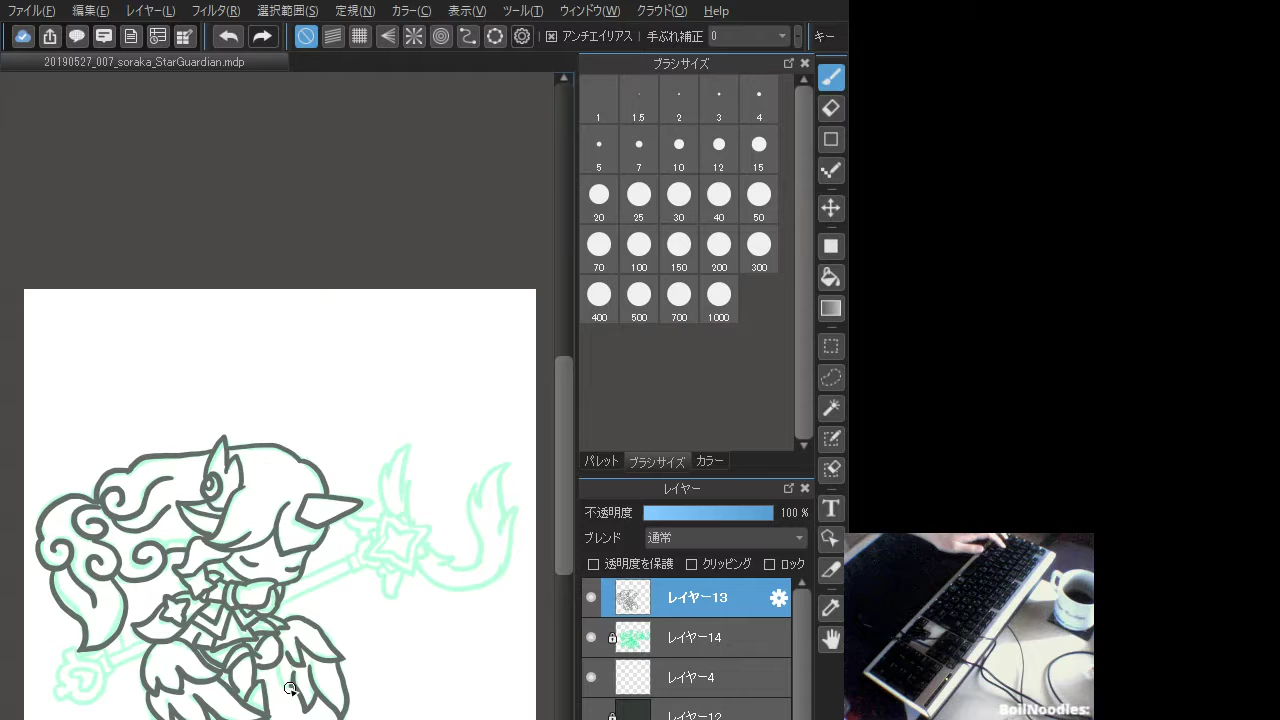 ファイル(F) 編集(E) レイヤー(L) フィルタ(R) 選択範囲(S) 定規(N) カラー(C) 表示(V) ツール(T) ウィンドウ(W) クラウド(O) Help
アンチエイリアス 手ぶれ補正 0 キー
20190527_007_soraka_StarGuardian.mdp
ブラシサイズ
1 1.5 2 3 4
5 7 10 12 15
20 25 30 40 50
70 100 150 200 300
400 500 700 1000
パレット ブラシサイズ カラー
レイヤー
不透明度 100 %
ブレンド 通常
透明度を保護 クリッピング ロック
レイヤー13
レイヤー14
レイヤー4
レイヤー12
T
BoilNoodles: